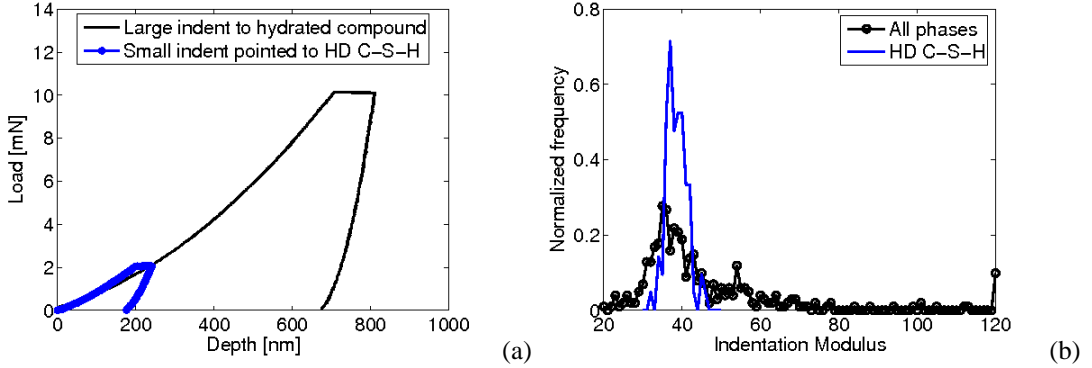 14
12
10
8
6
4
2
0
Load [mN]
Large indent to hydrated compound
Small indent pointed to HD C−S−H
0 200 400 600 800 1000
Depth [nm]
(a)
0.8
0.6
0.4
0.2
0
Normalized frequency
All phases
HD C−S−H
20 40 60 80 100 120
Indentation Modulus
(b)